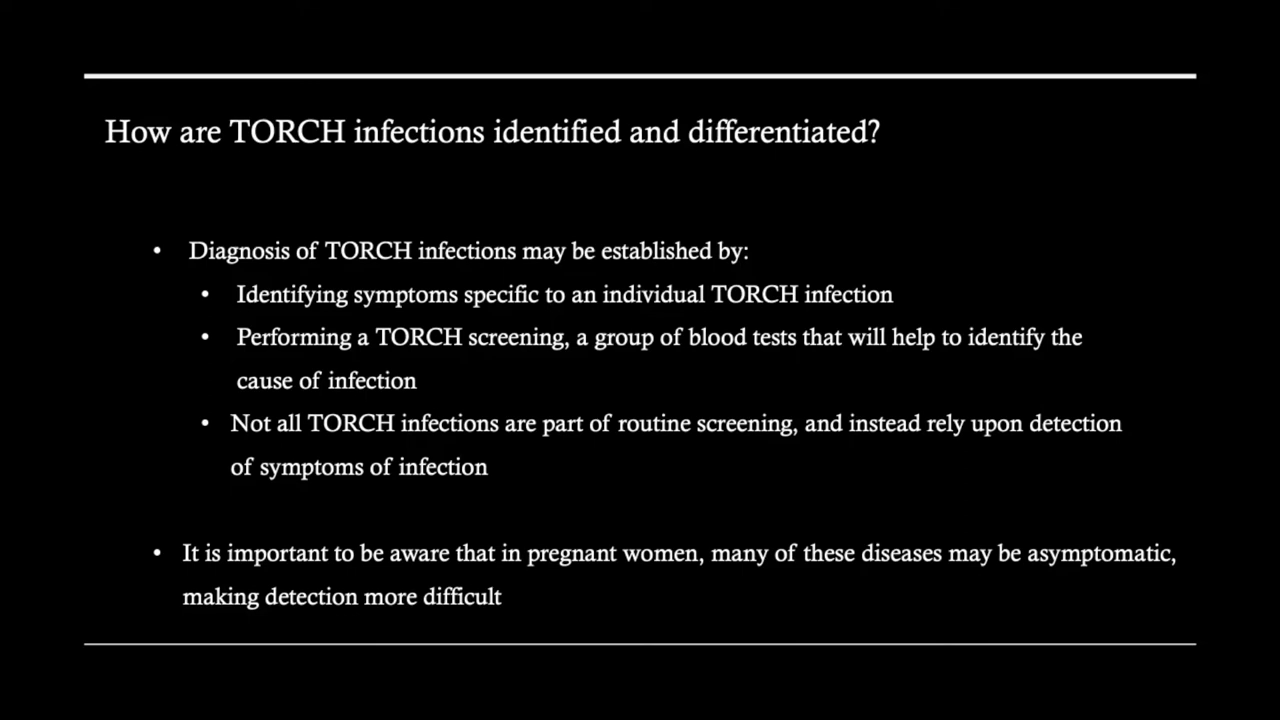 How are TORCH infections identified and differentiated?
• Diagnosis of TORCH infections may be established by:
• Identifying symptoms specific to an individual TORCH infection
• Performing a TORCH screening, a group of blood tests that will help to identify the
cause of infection
• Not all TORCH infections are part of routine screening, and instead rely upon detection
of symptoms of infection
• It is important to be aware that in pregnant women, many of these diseases may be asymptomatic,
making detection more difficult